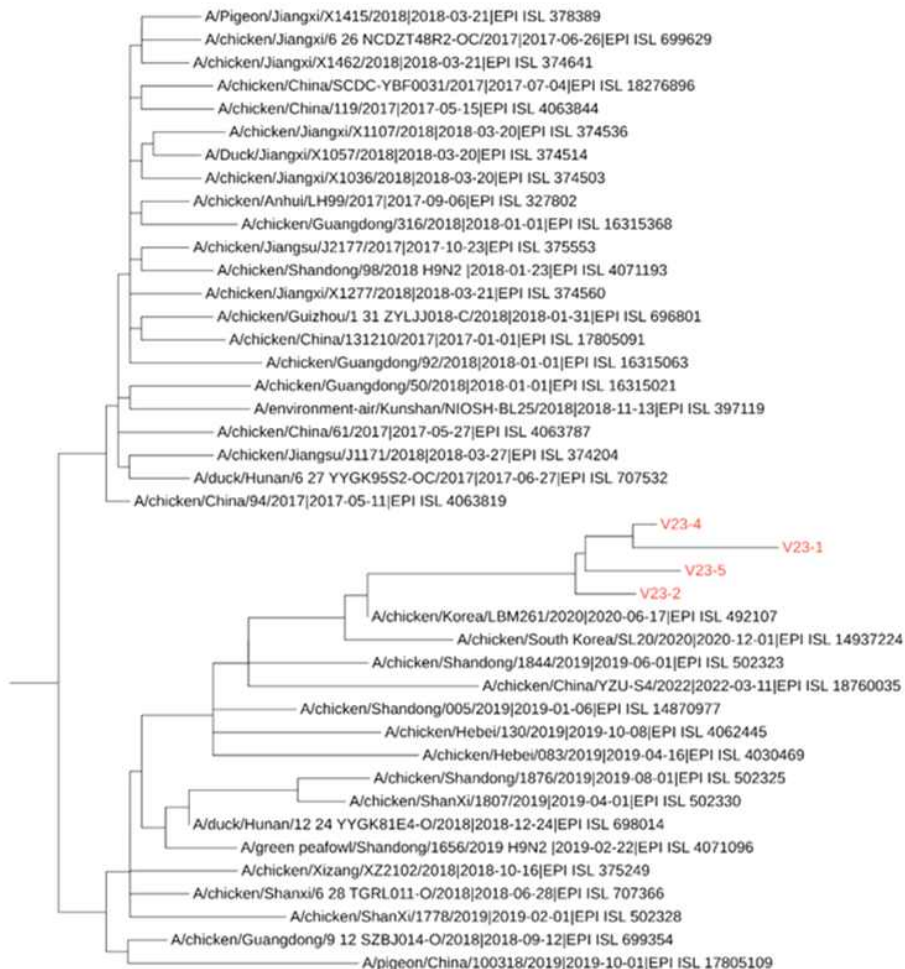 A/Pigeon/Jiangxi/X1415/2018|2018-03-21|EPI ISL 378389
A/chicken/Jiangxi/6 26 NCDZT48R2-OC/2017|2017-06-26|EPI ISL 699629
A/chicken/Jiangxi/X1462/2018|2018-03-21|EPI ISL 374641
A/chicken/China/SCDC-YBF0031/2017|2017-07-04|EPI ISL 18276896
A/chicken/China/119/2017|2017-05-15|EPI ISL 4063844
A/chicken/Jiangxi/X1107/2018|2018-03-20|EPI ISL 374536
A/Duck/Jiangxi/X1057/2018|2018-03-20|EPI ISL 374514
A/chicken/Jiangxi/X1036/2018|2018-03-20|EPI ISL 374503
A/chicken/Anhui/LH99/2017|2017-09-06|EPI ISL 327802
A/chicken/Guangdong/316/2018|2018-01-01|EPI ISL 16315368
A/chicken/Jiangsu/J2177/2017|2017-10-23|EPI ISL 375553
A/chicken/Shandong/98/2018 H9N2 |2018-01-23|EPI ISL 4071193
A/chicken/Jiangxi/X1277/2018|2018-03-21|EPI ISL 374560
A/chicken/Guizhou/1 31 ZYLJJ018-C/2018|2018-01-31|EPI ISL 696801
A/chicken/China/131210/2017|2017-01-01|EPI ISL 17805091
A/chicken/Guangdong/92/2018|2018-01-01|EPI ISL 16315063
A/chicken/Guangdong/50/2018|2018-01-01|EPI ISL 16315021
A/environment-air/Kunshan/NIOSH-BL25/2018|2018-11-13|EPI ISL 397119
A/chicken/China/61/2017|2017-05-27|EPI ISL 4063787
A/chicken/Jiangsu/J1171/2018|2018-03-27|EPI ISL 374204
A/duck/Hunan/6 27 YYGK95S2-OC/2017|2017-06-27|EPI ISL 707532
A/chicken/China/94/2017|2017-05-11|EPI ISL 4063819
V23-4
V23-1
V23-5
V23-2
A/chicken/Korea/LBM261/2020|2020-06-17|EPI ISL 492107
A/chicken/South Korea/SL20/2020|2020-12-01|EPI ISL 14937224
A/chicken/Shandong/1844/2019|2019-06-01|EPI ISL 502323
A/chicken/China/YZU-S4/2022|2022-03-11|EPI ISL 18760035
A/chicken/Shandong/005/2019|2019-01-06|EPI ISL 14870977
A/chicken/Hebei/130/2019|2019-10-08|EPI ISL 4062445
A/chicken/Hebei/083/2019|2019-04-16|EPI ISL 4030469
A/chicken/Shandong/1876/2019|2019-08-01|EPI ISL 502325
A/chicken/ShanXi/1807/2019|2019-04-01|EPI ISL 502330
A/duck/Hunan/12 24 YYGK81E4-O/2018|2018-12-24|EPI ISL 698014
A/green peafowl/Shandong/1656/2019 H9N2 |2019-02-22|EPI ISL 4071096
A/chicken/Xizang/XZ2102/2018|2018-10-16|EPI ISL 375249
A/chicken/Shanxi/6 28 TGRL011-O/2018|2018-06-28|EPI ISL 707366
A/chicken/ShanXi/1778/2019|2019-02-01|EPI ISL 502328
A/chicken/Guangdong/9 12 SZBJ014-O/2018|2018-09-12|EPI ISL 699354
A/pigeon/China/100318/2019|2019-10-01|EPI ISL 17805109